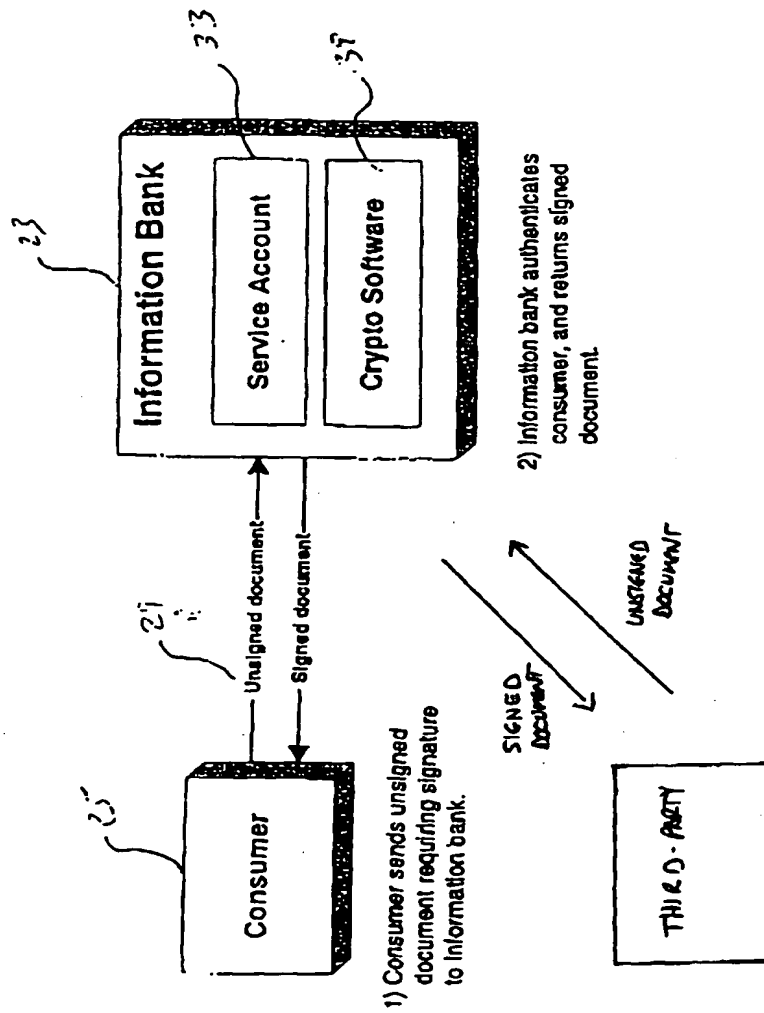 23
Information Bank
33
Service Account
Crypto Software
25
Consumer
Unsigned document
Signed document
1) Consumer sends unsigned
document requiring signature
to Information bank.
2) Information bank authenticates
consumer, and returns signed
document.
SIGNED
DOCUMENT
UNSIGNED
DOCUMENT
THIRD-PARTY